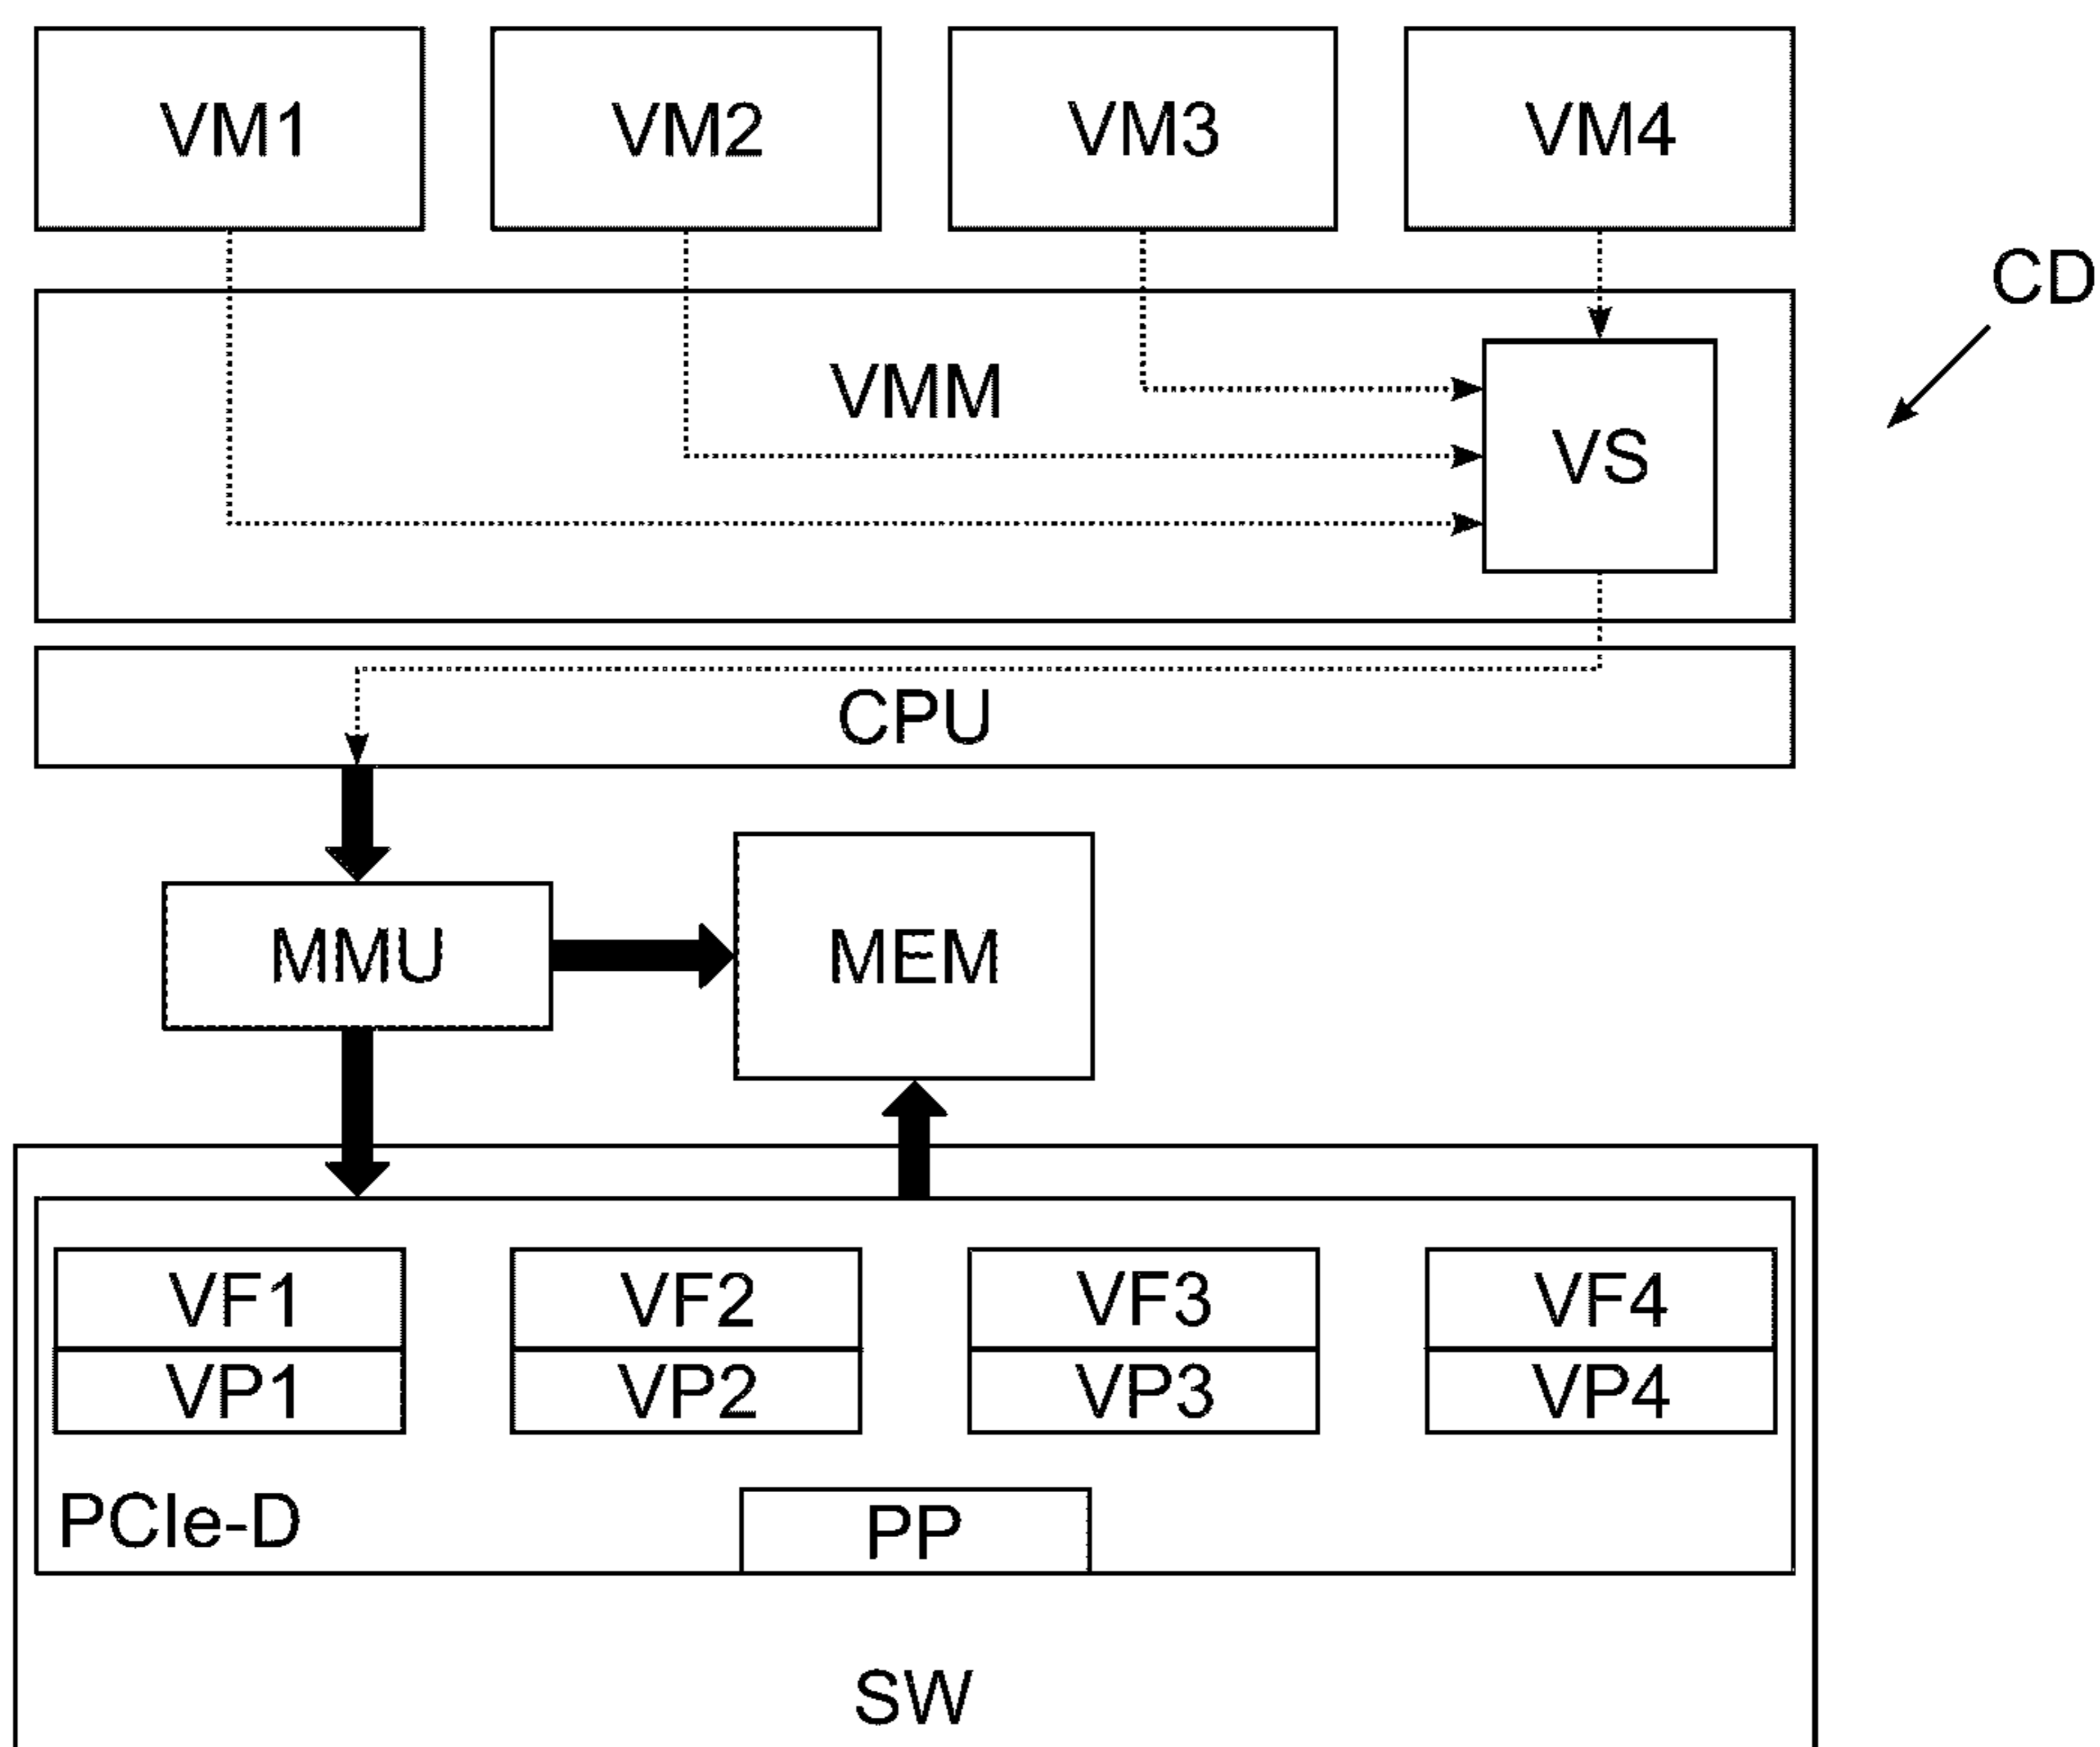 VM1 VM2 VM3 VM4
CD
VMM
VS
CPU
MMU MEM
VF1 VF2 VF3 VF4
VP1 VP2 VP3 VP4
PCIe-D
PP
SW